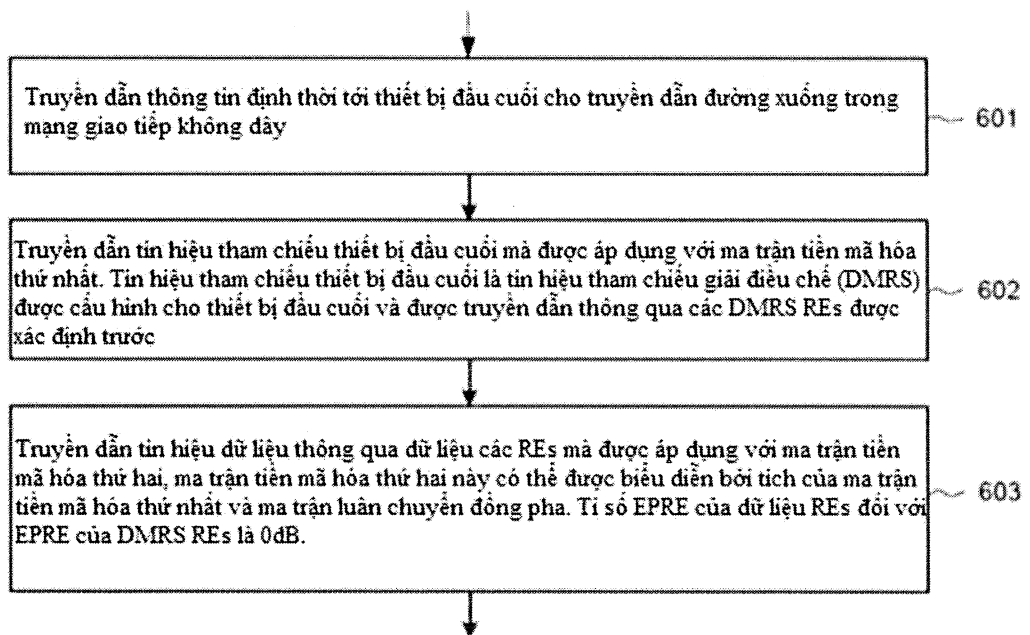 Truyền dẫn thông tin định thời tới thiết bị đầu cuối cho truyền dẫn đường xuống trong
mạng giao tiếp không dây
601
Truyền dẫn tín hiệu tham chiếu thiết bị đầu cuối mà được áp dụng với ma trận tiền mã hóa
thứ nhất. Tín hiệu tham chiếu thiết bị đầu cuối là tín hiệu tham chiếu giải điều chế (DMRS)
được cấu hình cho thiết bị đầu cuối và được truyền dẫn thông qua các DMRS REs được
xác định trước
602
Truyền dẫn tín hiệu dữ liệu thông qua dữ liệu các REs mà được áp dụng với ma trận tiền
mã hóa thứ hai, ma trận tiền mã hóa thứ hai này có thể được biểu diễn bởi tích của ma trận
tiền mã hóa thứ nhất và ma trận luân chuyển đồng pha. Tỉ số EPRE của dữ liệu REs đối với
EPRE của DMRS REs là 0dB.
603